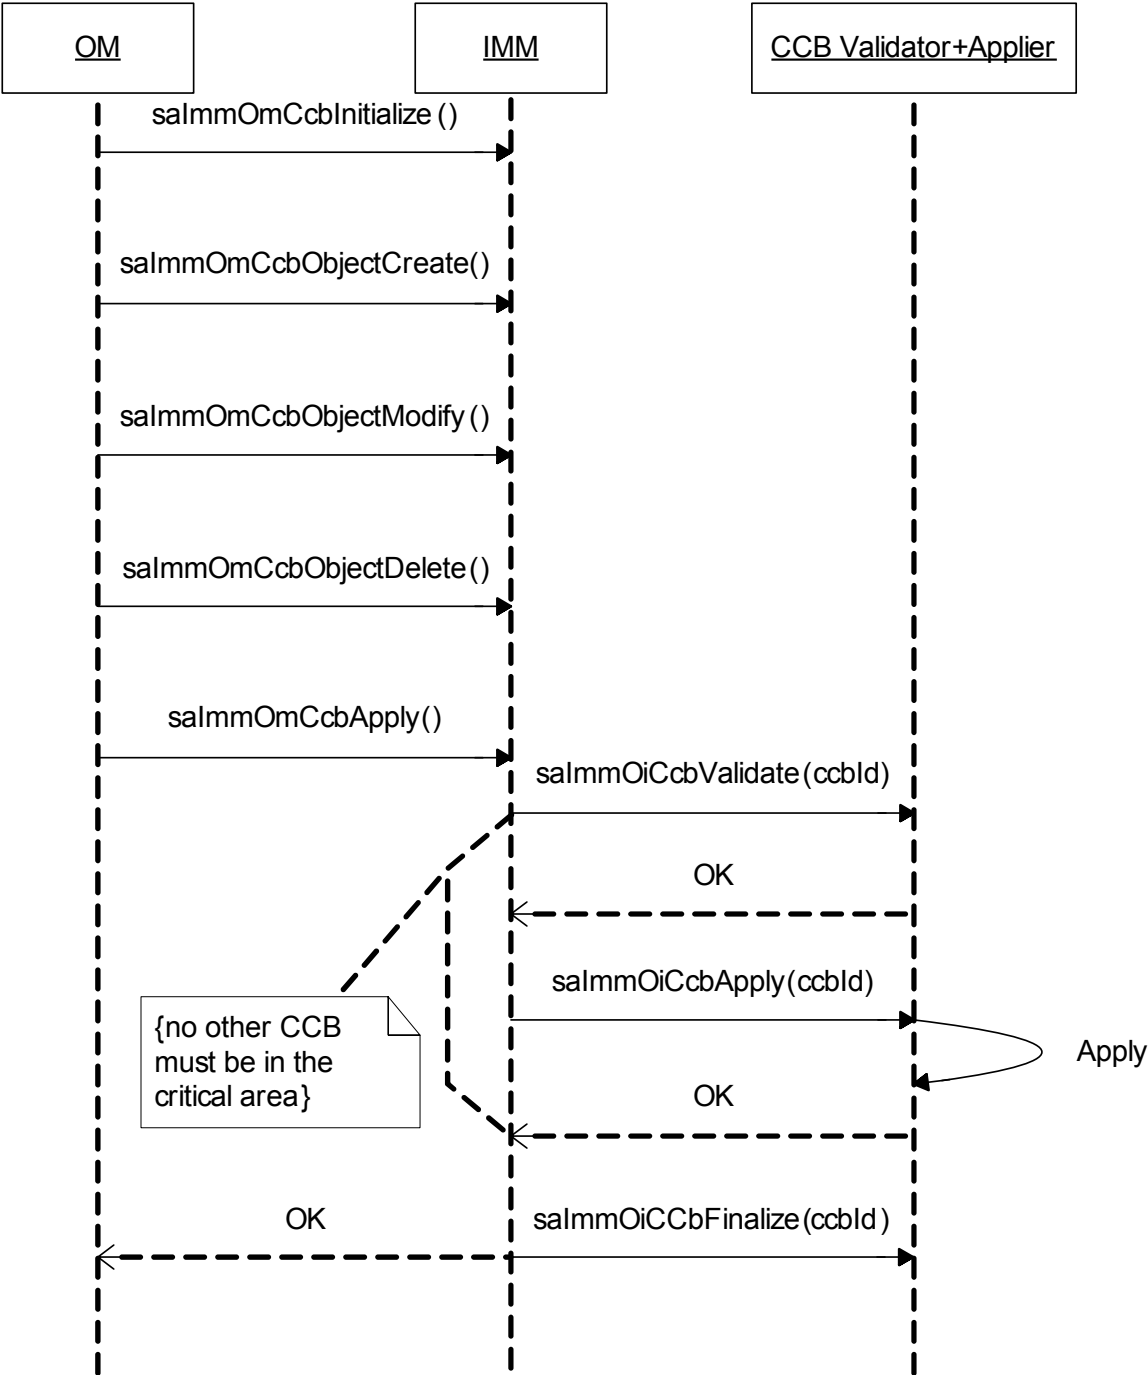 OM
IMM
CCB Validator+Applier
saImmOmCcbInitialize()
saImmOmCcbObjectCreate()
saImmOmCcbObjectModify()
saImmOmCcbObjectDelete()
saImmOmCcbApply()
saImmOiCcbValidate(ccbId)
OK
saImmOiCcbApply(ccbId)
{no other CCB
must be in the
critical area}
Apply
OK
OK
saImmOiCCbFinalize(ccbId)